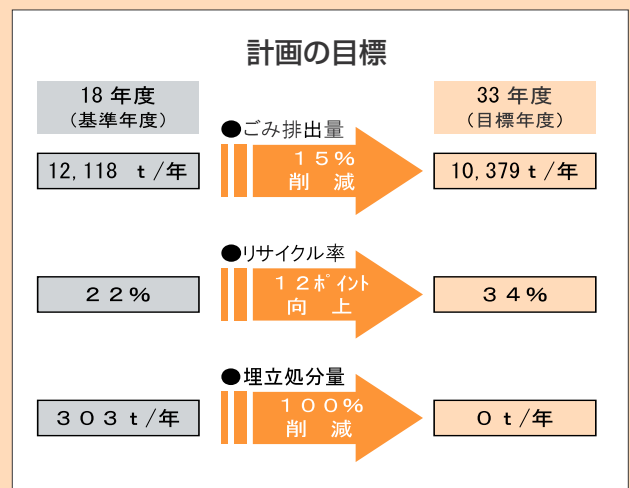 計画の目標
18 年度
（基準年度）
33 年度
（目標年度）
●ごみ排出量
12,118 t/年
15%
削 減
10,379 t/年
●リサイクル率
22%
12ポイント
向 上
34%
●埋立処分量
303t/年
100%
削 減
0 t/年